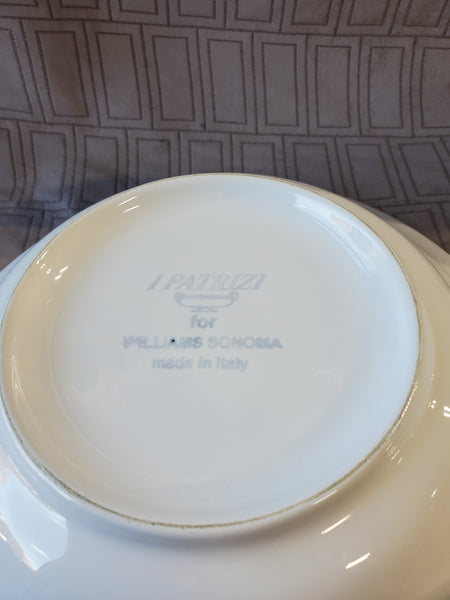 I PATRIZI
for
WILLIAMS SONOMA
made in Italy